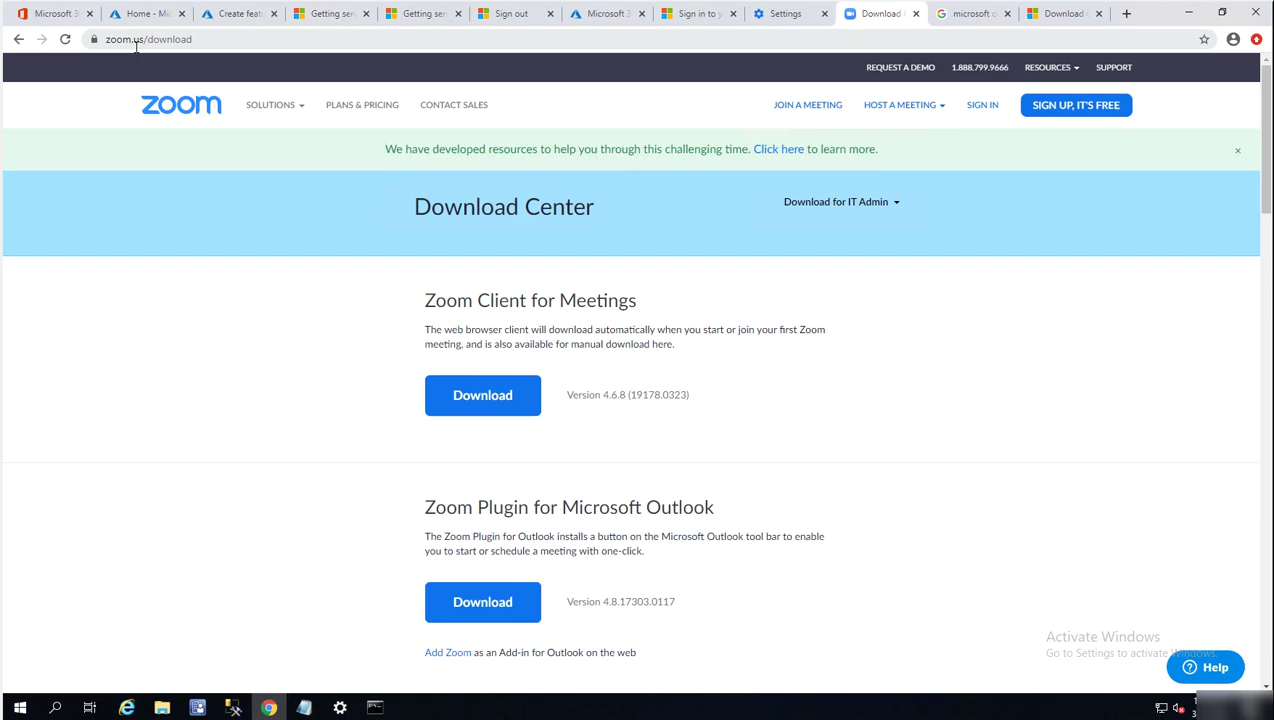 Microsoft 3
Home - Mic
Create feat
Getting ser
Getting ser
Sign out
Microsoft 3
Sign in to y
Settings
Download
microsoft o
Download
zoom.us/download
REQUEST A DEMO 1.888.799.9666 RESOURCES SUPPORT
zoom SOLUTIONS PLANS & PRICING CONTACT SALES JOIN A MEETING HOST A MEETING SIGN IN SIGN UP, IT'S FREE
We have developed resources to help you through this challenging time. Click here to learn more.
Download Center
Download for IT Admin
Zoom Client for Meetings
The web browser client will download automatically when you start or join your first Zoom
meeting, and is also available for manual download here.
Download Version 4.6.8 (19178.0323)
Zoom Plugin for Microsoft Outlook
The Zoom Plugin for Outlook installs a button on the Microsoft Outlook tool bar to enable
you to start or schedule a meeting with one-click.
Download Version 4.8.17303.0117
Add Zoom as an Add-in for Outlook on the web
Activate Windows
Go to Settings to activate Windows.
Help